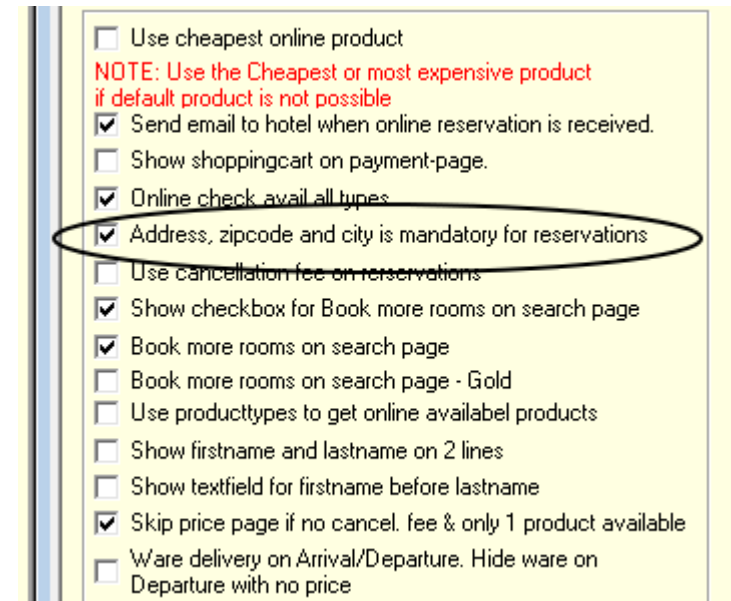 Use cheapest online product
NOTE: Use the Cheapest or most expensive product
if default product is not possible
Send email to hotel when online reservation is received.
Show shoppingcart on payment-page.
Online check avail all types
Address, zipcode and city is mandatory for reservations
Use cancellation fee on rerservations
Show checkbox for Book more rooms on search page
Book more rooms on search page
Book more rooms on search page - Gold
Use producttypes to get online availabel products
Show firstname and lastname on 2 lines
Show textfield for firstname before lastname
Skip price page if no cancel. fee & only 1 product available
Ware delivery on Arrival/Departure. Hide ware on
Departure with no price